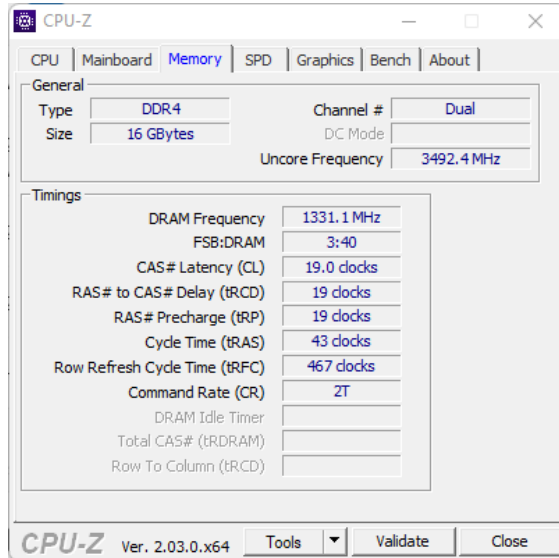 CPU-Z
CPU Mainboard Memory SPD Graphics Bench About
General
Type DDR4 Channel # Dual
Size 16 GBytes DC Mode
Uncore Frequency 3492.4 MHz
Timings
DRAM Frequency 1331.1 MHz
FSB:DRAM 3:40
CAS# Latency (CL) 19.0 clocks
RAS# to CAS# Delay (tRCD) 19 clocks
RAS# Precharge (tRP) 19 clocks
Cycle Time (tRAS) 43 clocks
Row Refresh Cycle Time (tRFC) 467 clocks
Command Rate (CR) 2T
DRAM Idle Timer
Total CAS# (tRDRAM)
Row To Column (tRCD)
CPU-Z Ver. 2.03.0.x64 Tools Validate Close